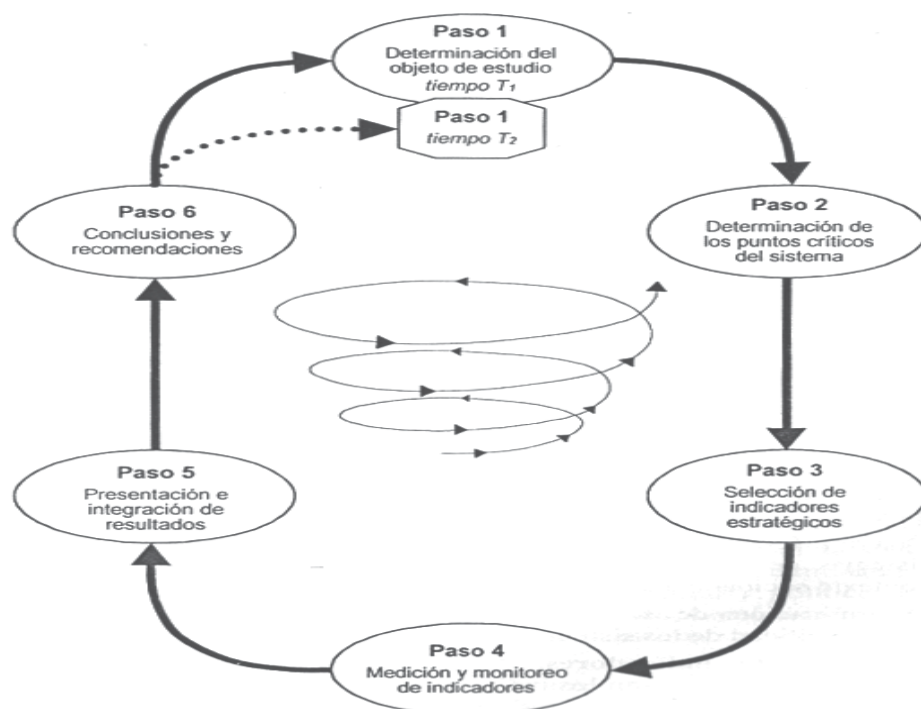 Paso 1
Determinación del
objeto de estudio
tiempo T₁
Paso 1
tiempo T₂
Paso 2
Determinación de
los puntos críticos
del sistema
Paso 3
Selección de
indicadores
estratégicos
Paso 4
Medición y monitoreo
de indicadores
Paso 5
Presentación e
integración de
resultados
Paso 6
Conclusiones y
recomendaciones